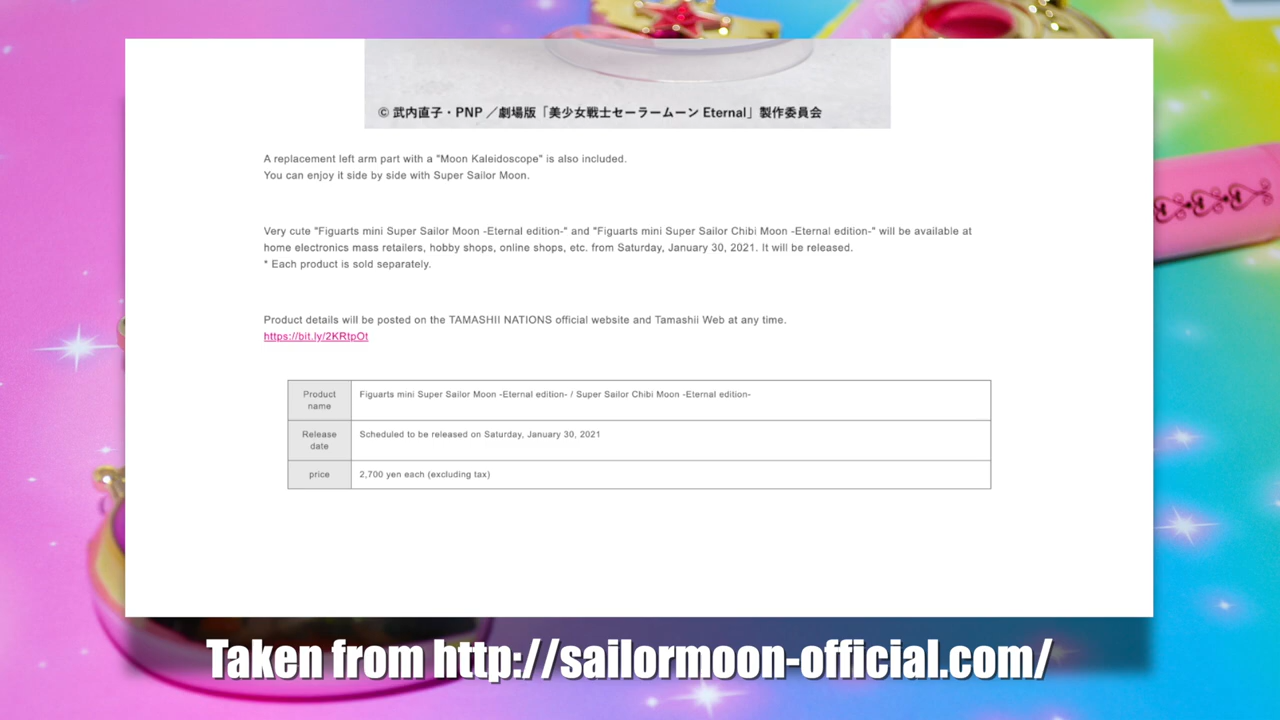 © 武内直子・PNP ／劇場版「美少女戦士セーラームーン Eternal」製作委員会
A replacement left arm part with a "Moon Kaleidoscope" is also included.
You can enjoy it side by side with Super Sailor Moon.
Very cute "Figuarts mini Super Sailor Moon -Eternal edition-" and "Figuarts mini Super Sailor Chibi Moon -Eternal edition-" will be available at
home electronics mass retailers, hobby shops, online shops, etc. from Saturday, January 30, 2021. It will be released.
* Each product is sold separately.
Product details will be posted on the TAMASHII NATIONS official website and Tamashii Web at any time.
https://bit.ly/2KRtpOt
Product
name
Figuarts mini Super Sailor Moon -Eternal edition- / Super Sailor Chibi Moon -Eternal edition-
Release
date
Scheduled to be released on Saturday, January 30, 2021
price
2,700 yen each (excluding tax)
Taken from http://sailormoon-official.com/